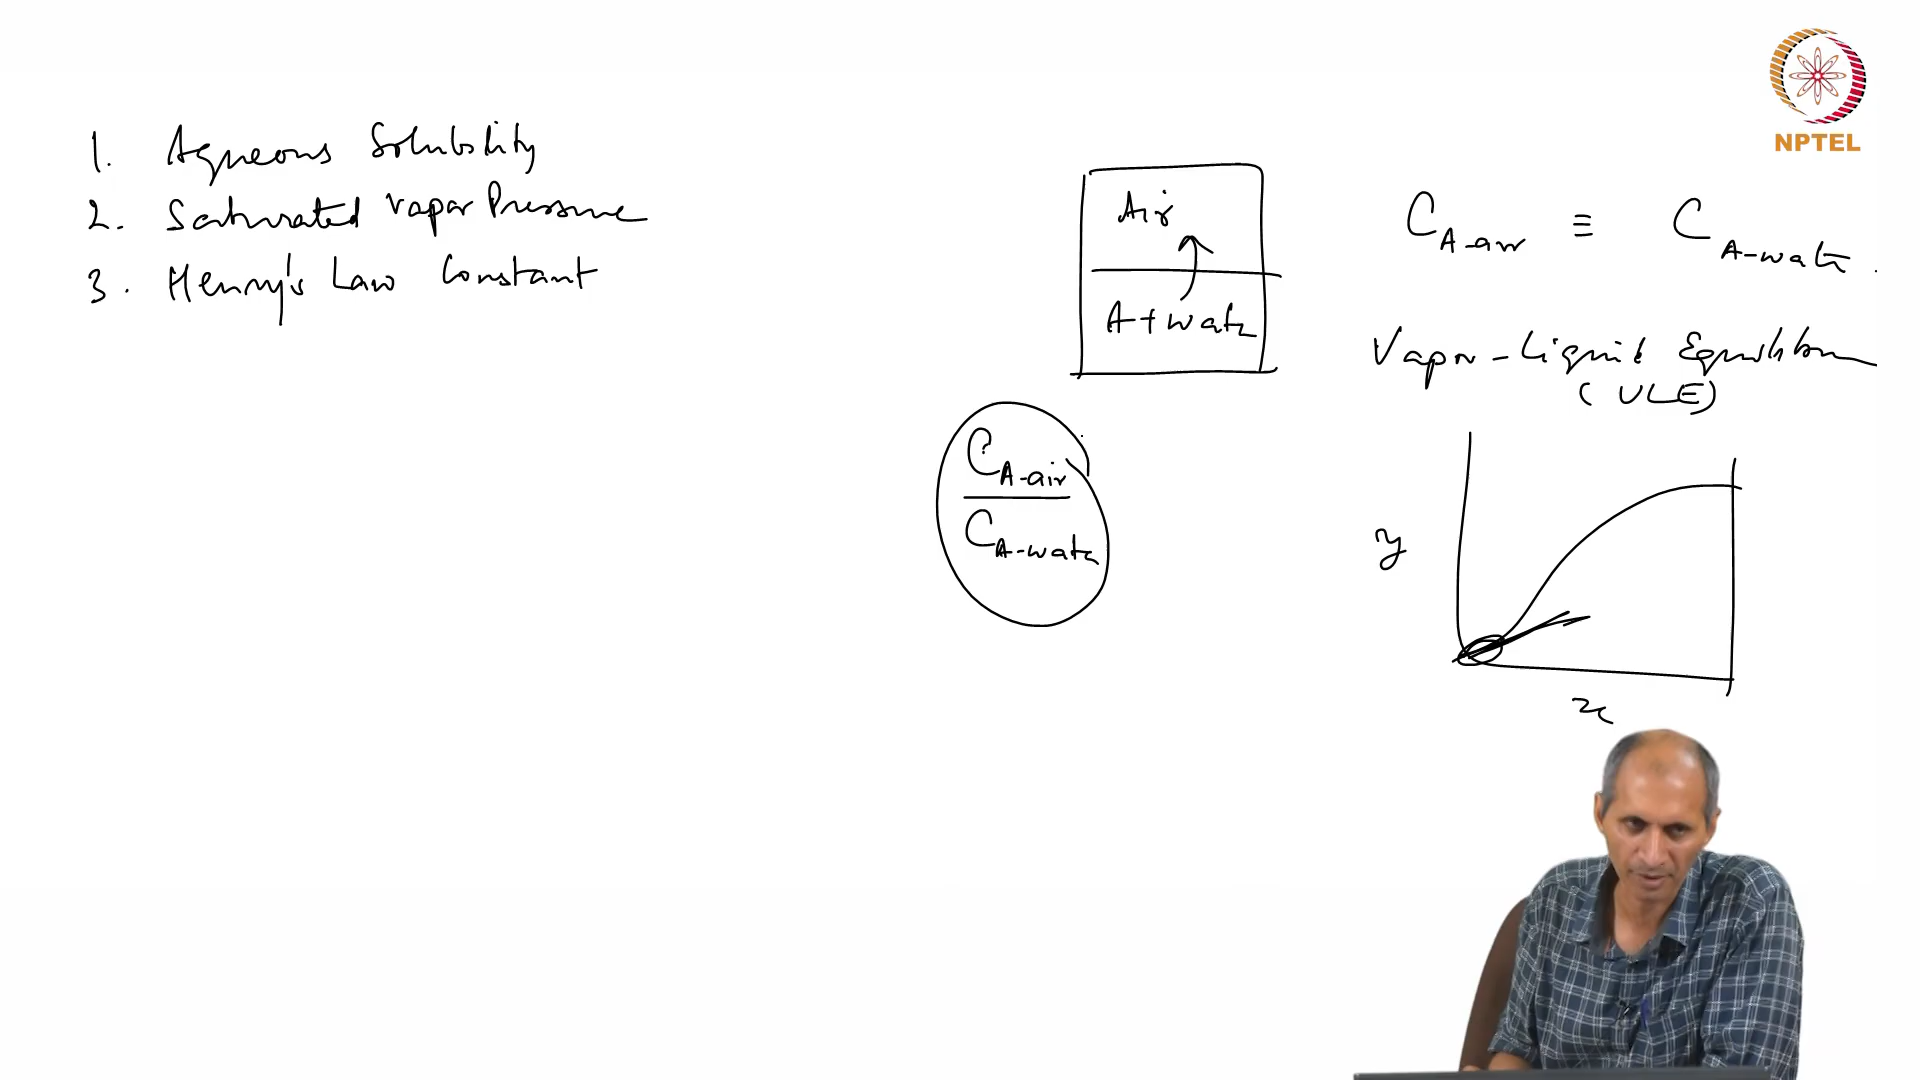 1. Aqueous Solubility
2. Saturated Vapor Pressure
3. Henry's Law Constant
Air
A + water
C A-air ≡ C A-water
Vapor - Liquid Equilibrium
(VLE)
C A-air
C A-water
y
x
NPTEL